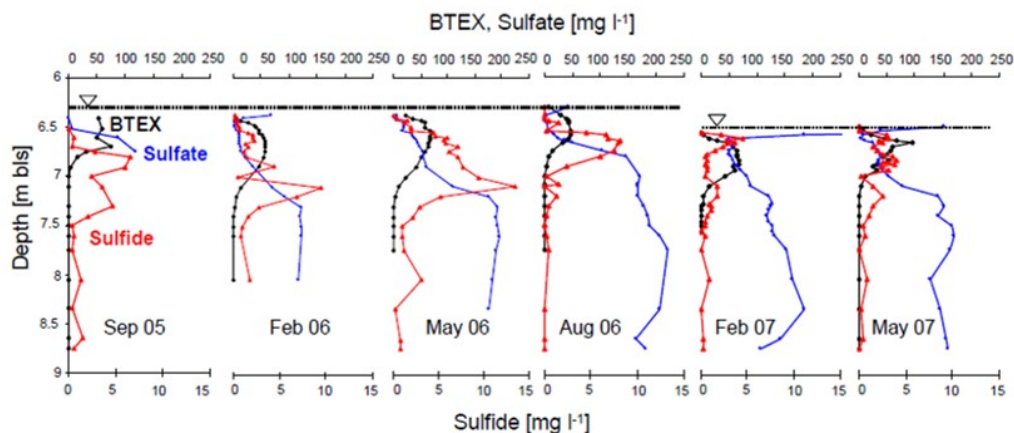 BTEX, Sulfate [mg l-1]
0 50 100 150 200 250 0 50 100 150 200 250 0 50 100 150 200 250 0 50 100 150 200 250 0 50 100 150 200 250 0 50 100 150 200 250
6
6.5
7
7.5
8
8.5
9
Depth [m bls]
BTEX
Sulfate
Sulfide
Sep 05 Feb 06 May 06 Aug 06 Feb 07 May 07
0 5 10 15 0 5 10 15 0 5 10 15 0 5 10 15 0 5 10 15 0 5 10 15
Sulfide [mg l-1]